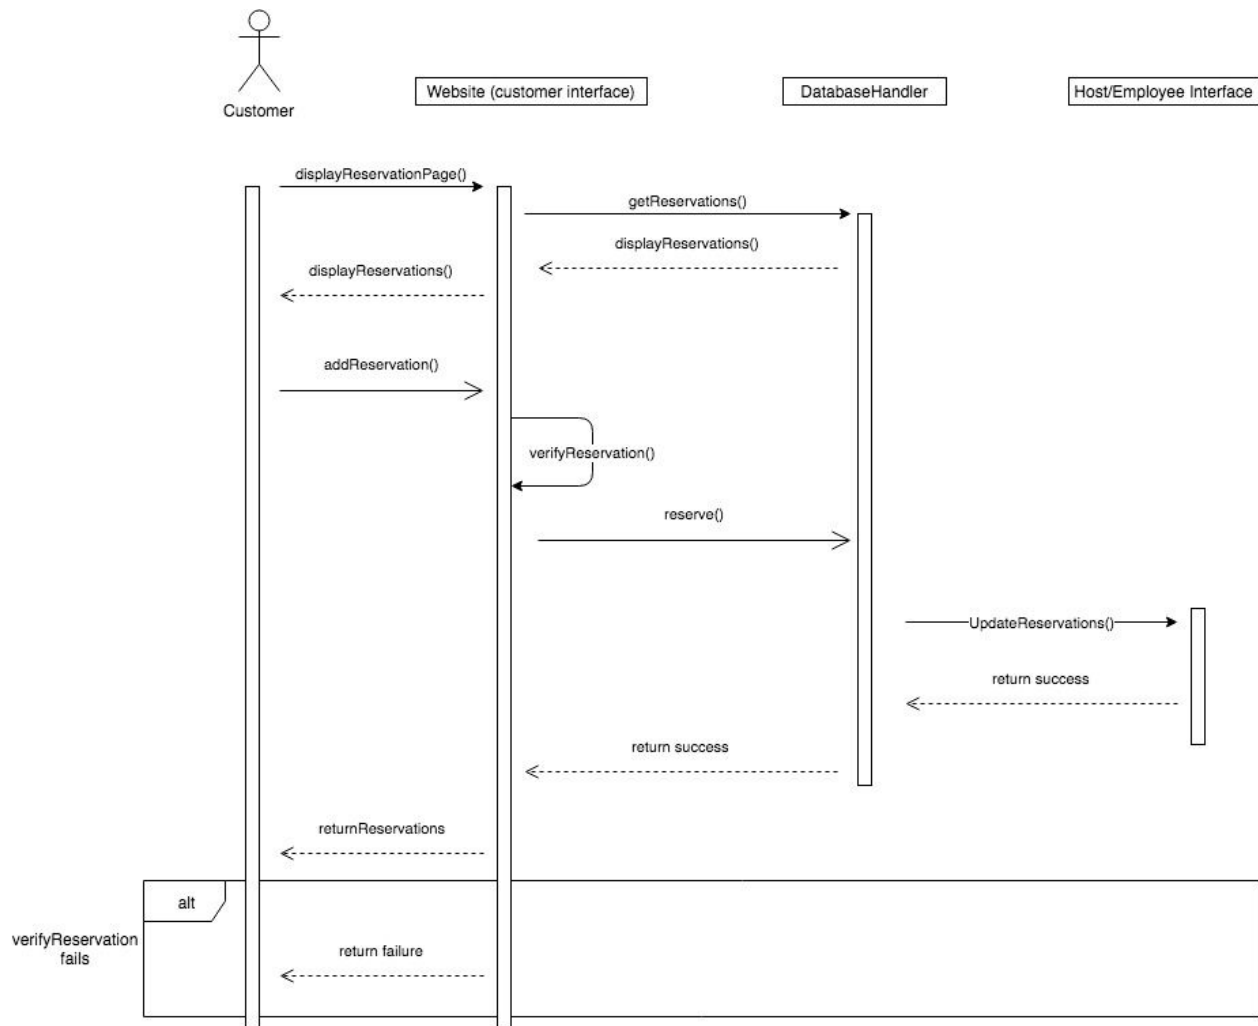 Customer
Website (customer interface)
DatabaseHandler
Host/Employee Interface
displayReservationPage()
getReservations()
displayReservations()
displayReservations()
addReservation()
verifyReservation()
reserve()
UpdateReservations()
return success
return success
returnReservations
alt
verifyReservation
fails
return failure